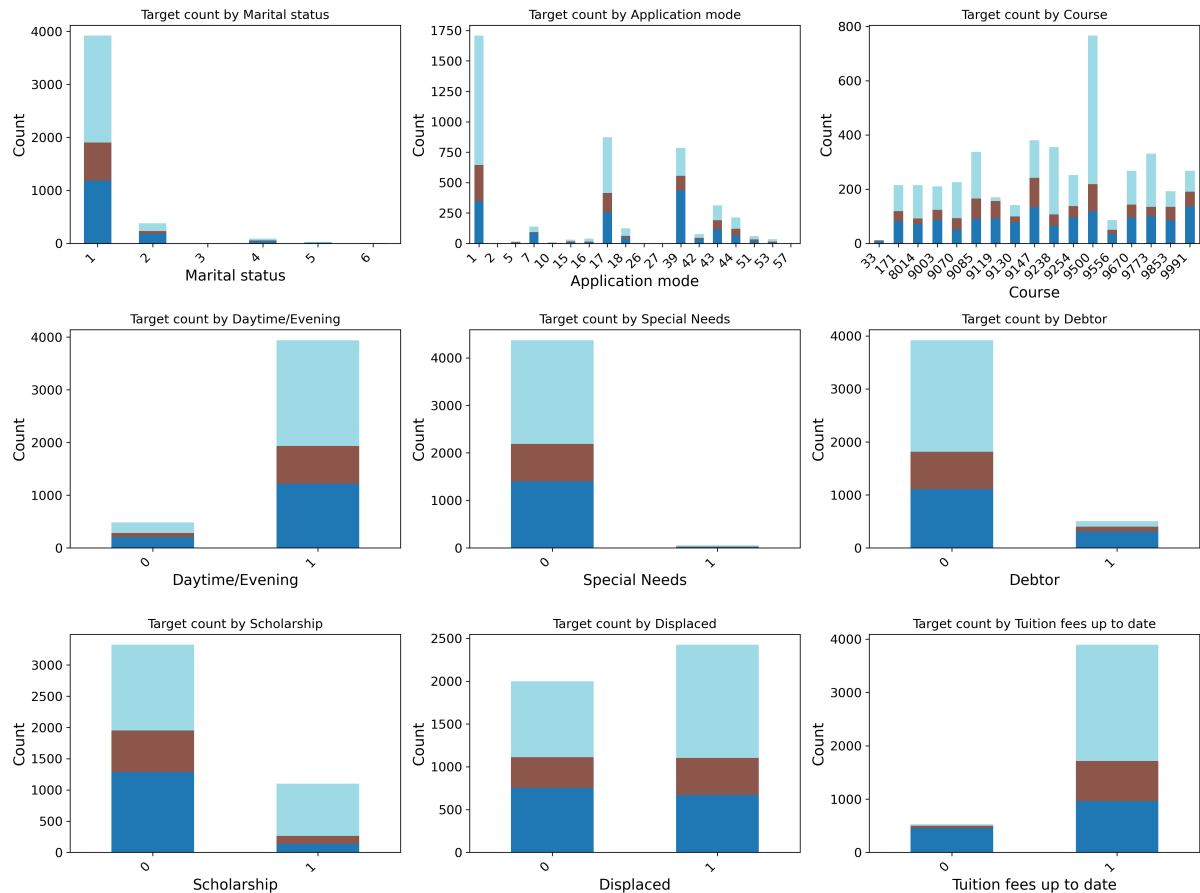 Target count by Marital status
4000
3000
2000
1000
0
Count
1 2 3 4 5 6
Marital status
Target count by Application mode
1750
1500
1250
1000
750
500
250
0
Count
1 2 5 7 10 15 16 17 18 26 27 39 42 43 44 51 53 57
Application mode
Target count by Course
800
600
400
200
0
Count
33 171 8014 9003 9070 9085 9119 9130 9147 9238 9254 9500 9556 9670 9773 9853 9991
Course
Target count by Daytime/Evening
4000
3000
2000
1000
0
Count
0 1
Daytime/Evening
Target count by Special Needs
4000
3000
2000
1000
0
Count
0 1
Special Needs
Target count by Debtor
4000
3000
2000
1000
0
Count
0 1
Debtor
Target count by Scholarship
3000
2500
2000
1500
1000
500
0
Count
0 1
Scholarship
Target count by Displaced
2500
2000
1500
1000
500
0
Count
0 1
Displaced
Target count by Tuition fees up to date
4000
3000
2000
1000
0
Count
0 1
Tuition fees up to date